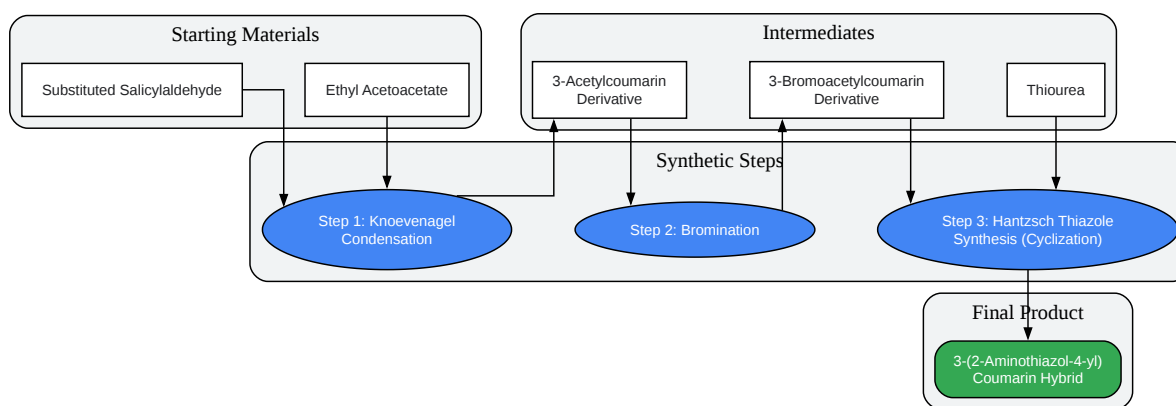 Starting Materials
Substituted Salicylaldehyde
Ethyl Acetoacetate
Intermediates
3-Acetylcoumarin
Derivative
3-Bromoacetylcoumarin
Derivative
Thiourea
Synthetic Steps
Step 1: Knoevenagel
Condensation
Step 2: Bromination
Step 3: Hantzsch Thiazole
Synthesis (Cyclization)
Final Product
3-(2-Aminothiazol-4-yl)
Coumarin Hybrid